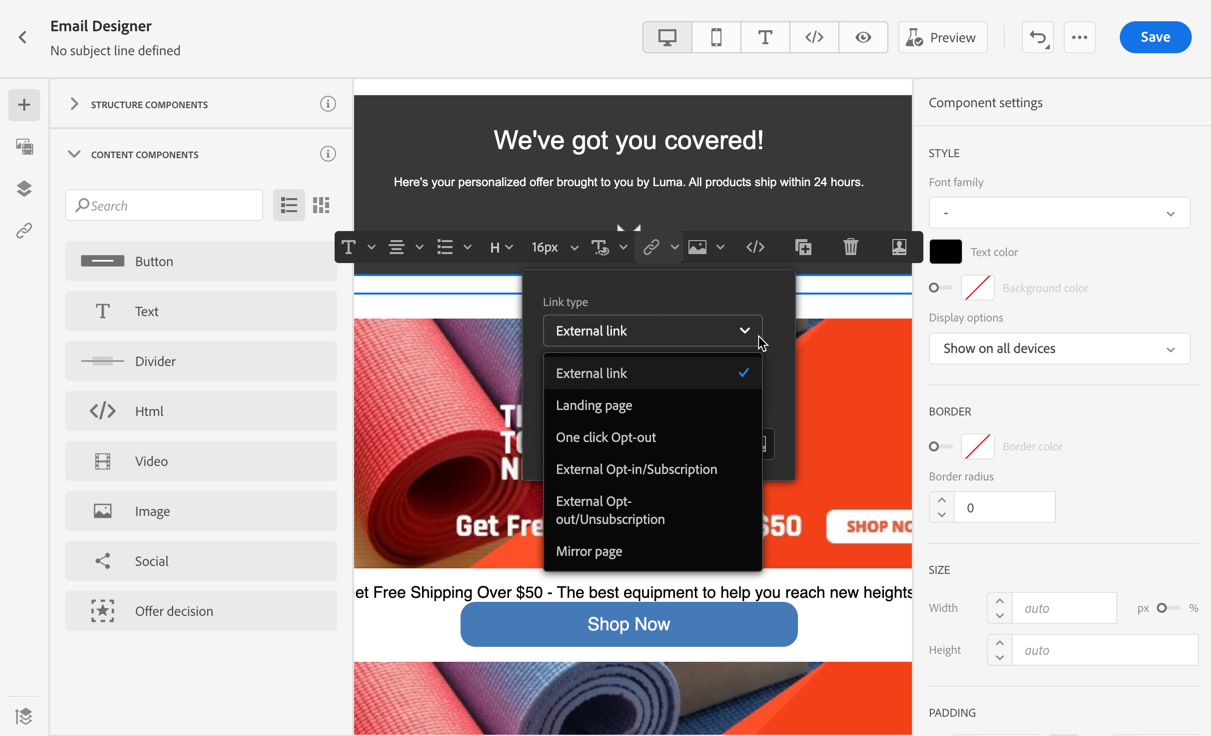 Email Designer
No subject line defined
Preview
Save
STRUCTURE COMPONENTS
CONTENT COMPONENTS
Search
Button
Text
Divider
Html
Video
Image
Social
Offer decision
We've got you covered!
Here's your personalized offer brought to you by Luma. All products ship within 24 hours.
H
16px
Link type
External link
External link
Landing page
One click Opt-out
External Opt-in/Subscription
External Opt-
out/Unsubscription
Mirror page
Get Fre
$50
SHOP NO
et Free Shipping Over $50 - The best equipment to help you reach new heights
Shop Now
Component settings
STYLE
Font family
-
Text color
Background color
Display options
Show on all devices
BORDER
Border color
Border radius
0
SIZE
Width
auto
px
%
Height
auto
PADDING